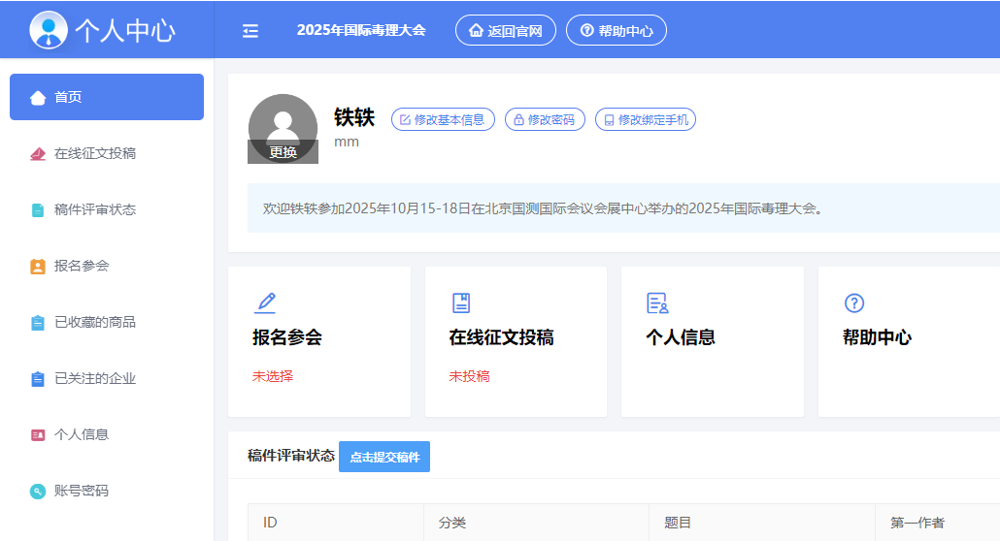 个人中心
2025年国际毒理大会
返回官网
帮助中心
首页
在线征文投稿
稿件评审状态
报名参会
已收藏的商品
已关注的企业
个人信息
账号密码
铁轶
修改基本信息
修改密码
修改绑定手机
mm
更换
欢迎铁轶参加2025年10月15-18日在北京国测国际会议会展中心举办的2025年国际毒理大会。
报名参会
未选择
在线征文投稿
未投稿
个人信息
帮助中心
稿件评审状态
点击提交稿件
ID
分类
题目
第一作者